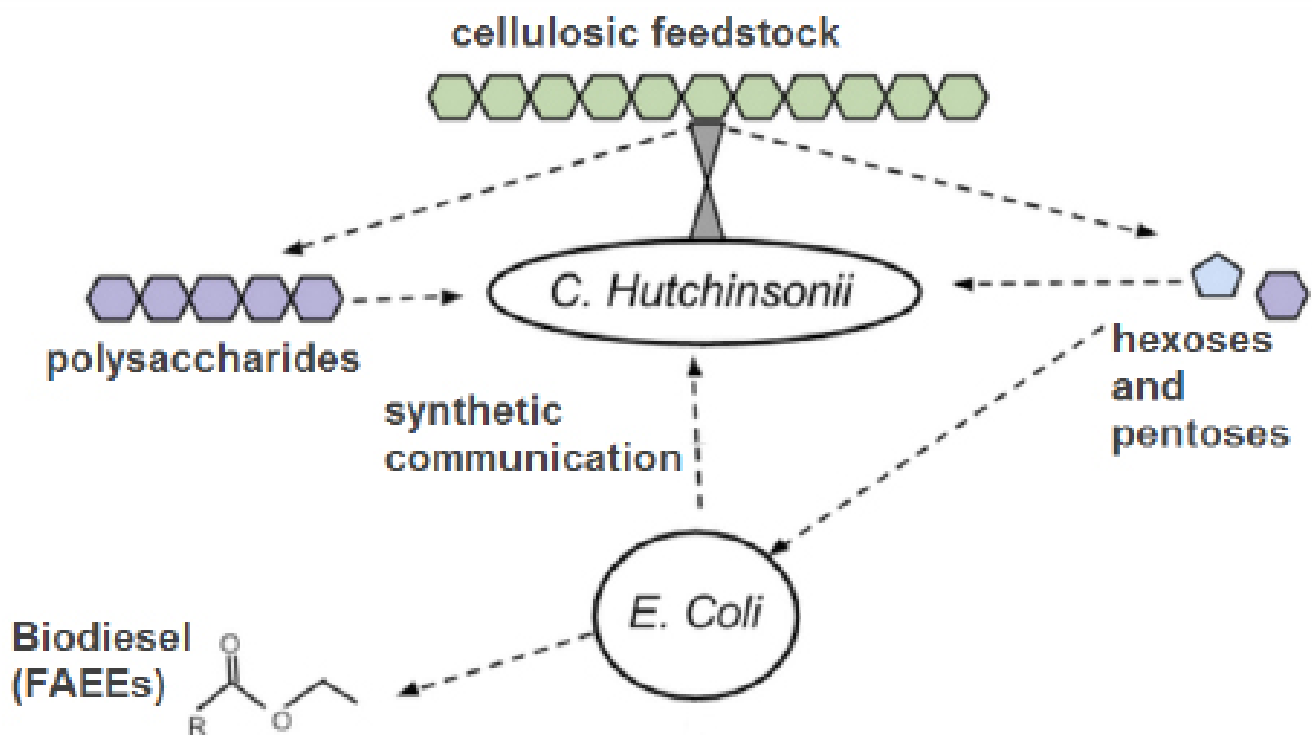 cellulosic feedstock
C. Hutchinsonii
polysaccharides
hexoses
and
pentoses
synthetic
communication
E. Coli
Biodiesel
(FAEEs)
O
R
O